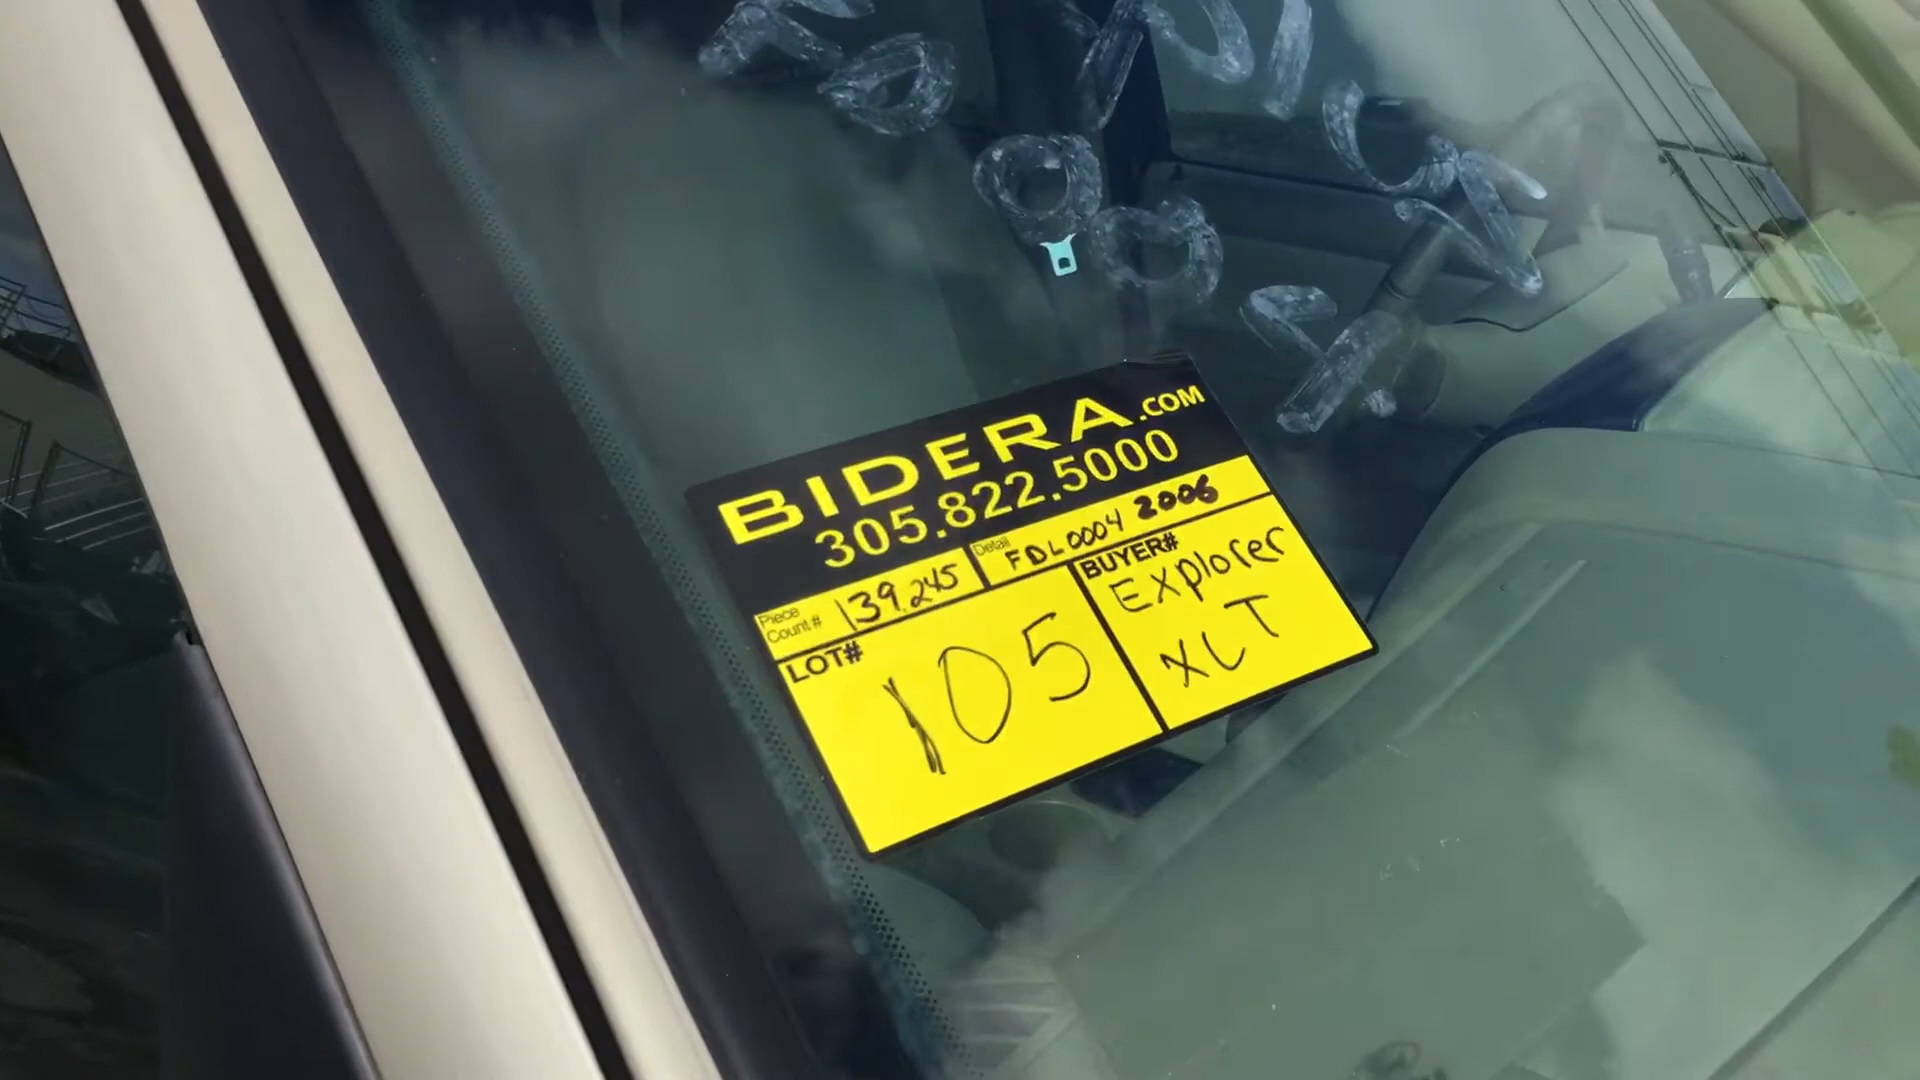 BIDERA.COM
305.822.5000
Piece Count# 139.245
Detail FDL0004 2006
LOT# 105
BUYER# Explorer
XLT